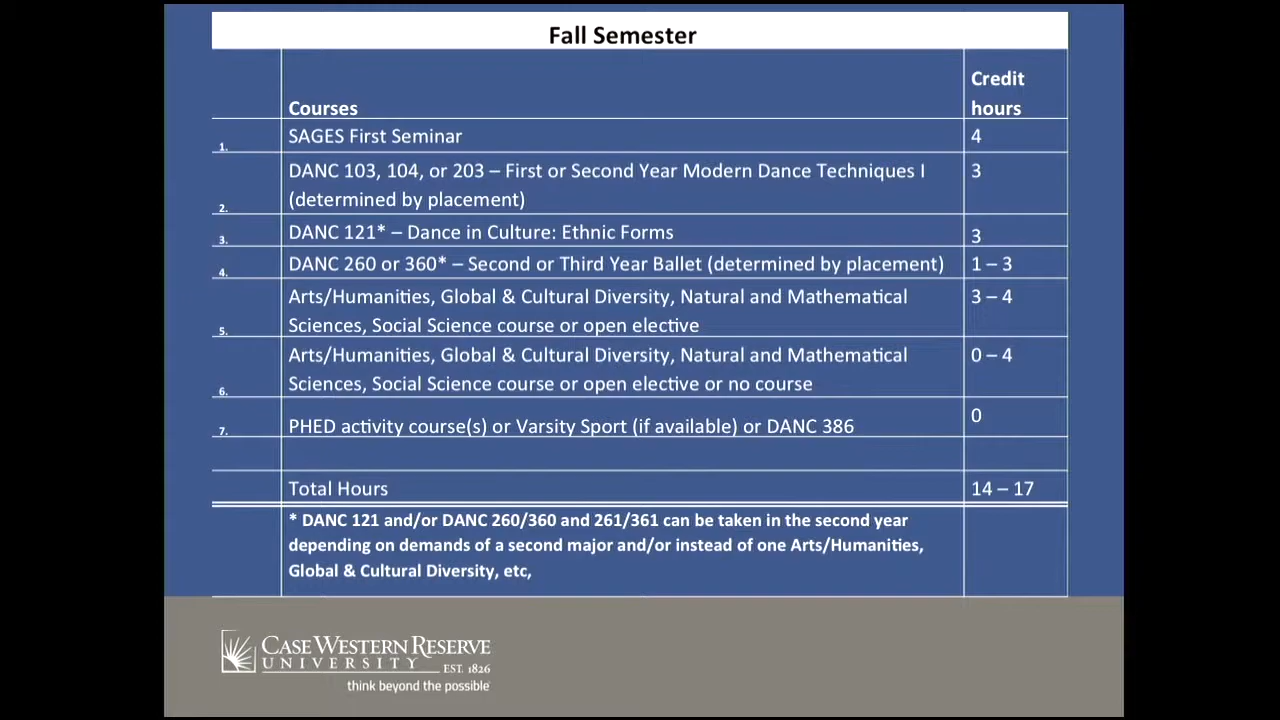 Fall Semester
Courses
Credit
hours
1.
SAGES First Seminar
4
2.
DANC 103, 104, or 203 – First or Second Year Modern Dance Techniques I
(determined by placement)
3
3.
DANC 121* – Dance in Culture: Ethnic Forms
3
4.
DANC 260 or 360* – Second or Third Year Ballet (determined by placement)
1 – 3
5.
Arts/Humanities, Global & Cultural Diversity, Natural and Mathematical
Sciences, Social Science course or open elective
3 – 4
6.
Arts/Humanities, Global & Cultural Diversity, Natural and Mathematical
Sciences, Social Science course or open elective or no course
0 – 4
7.
PHED activity course(s) or Varsity Sport (if available) or DANC 386
0
Total Hours
14 – 17
* DANC 121 and/or DANC 260/360 and 261/361 can be taken in the second year
depending on demands of a second major and/or instead of one Arts/Humanities,
Global & Cultural Diversity, etc,
CASE WESTERN RESERVE
UNIVERSITY EST. 1826
think beyond the possible